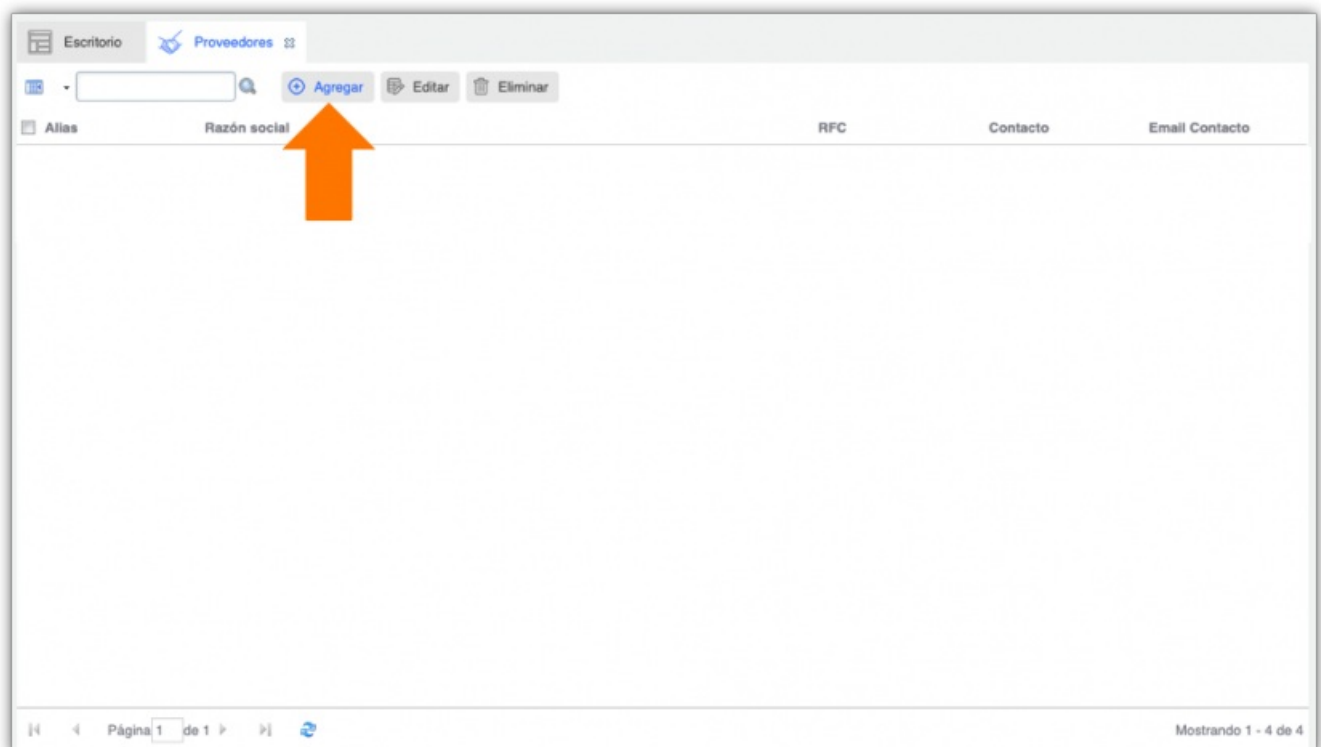 Escritorio Proveedores
Agregar Editar Eliminar
Alias Razón social RFC Contacto Email Contacto
Página 1 de 1 Mostrando 1 - 4 de 4